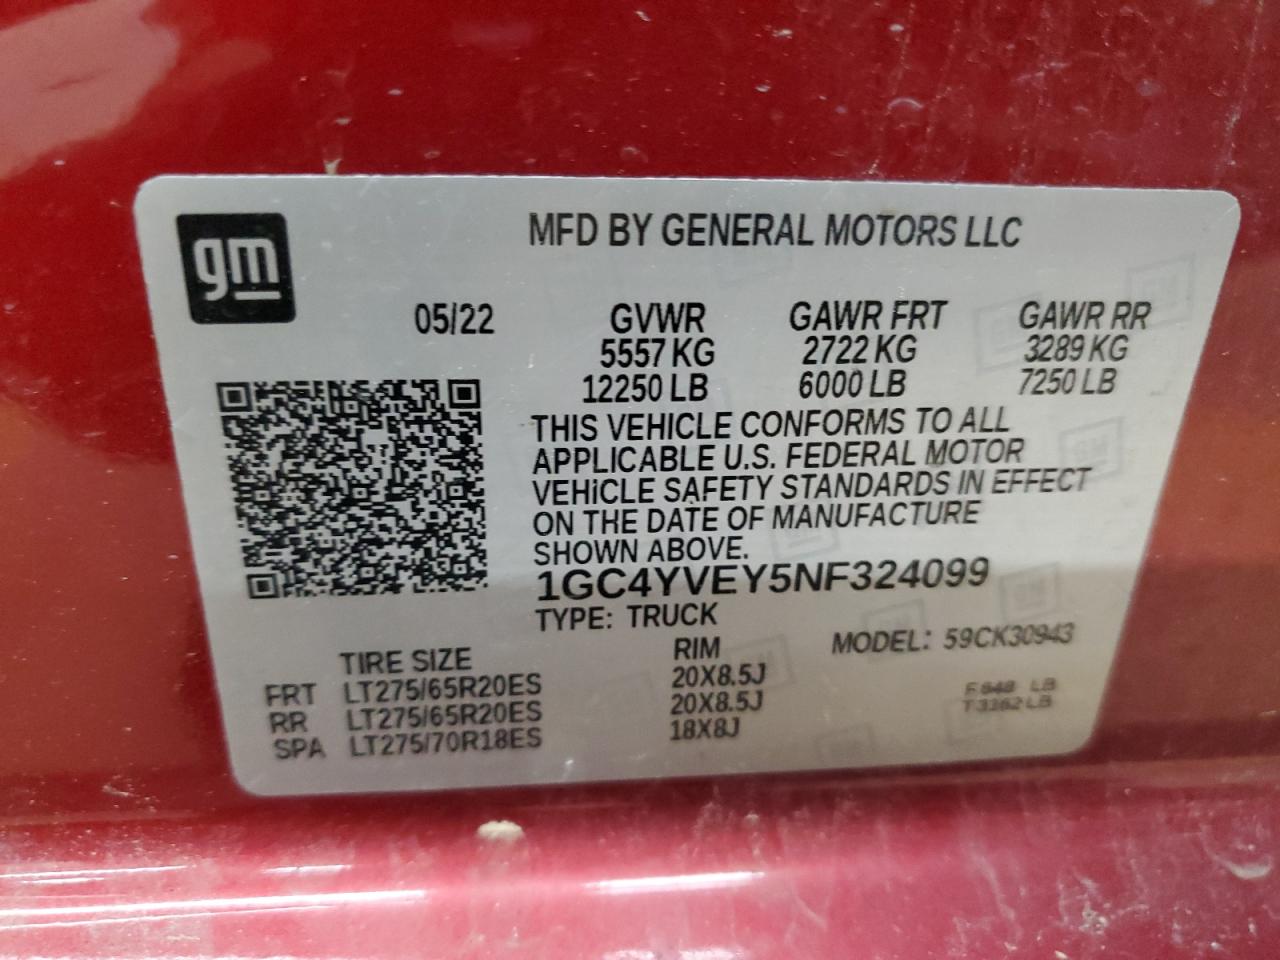 gm
MFD BY GENERAL MOTORS LLC
05/22 GVWR GAWR FRT GAWR RR
5557 KG 2722 KG 3289 KG
12250 LB 6000 LB 7250 LB
THIS VEHICLE CONFORMS TO ALL
APPLICABLE U.S. FEDERAL MOTOR
VEHICLE SAFETY STANDARDS IN EFFECT
ON THE DATE OF MANUFACTURE
SHOWN ABOVE.
1GC4YVEY5NF324099
TYPE: TRUCK
TIRE SIZE RIM MODEL: 59CK30943
FRT LT275/65R20ES 20X8.5J
RR LT275/65R20ES 20X8.5J
SPA LT275/70R18ES 18X8J
LB
LB